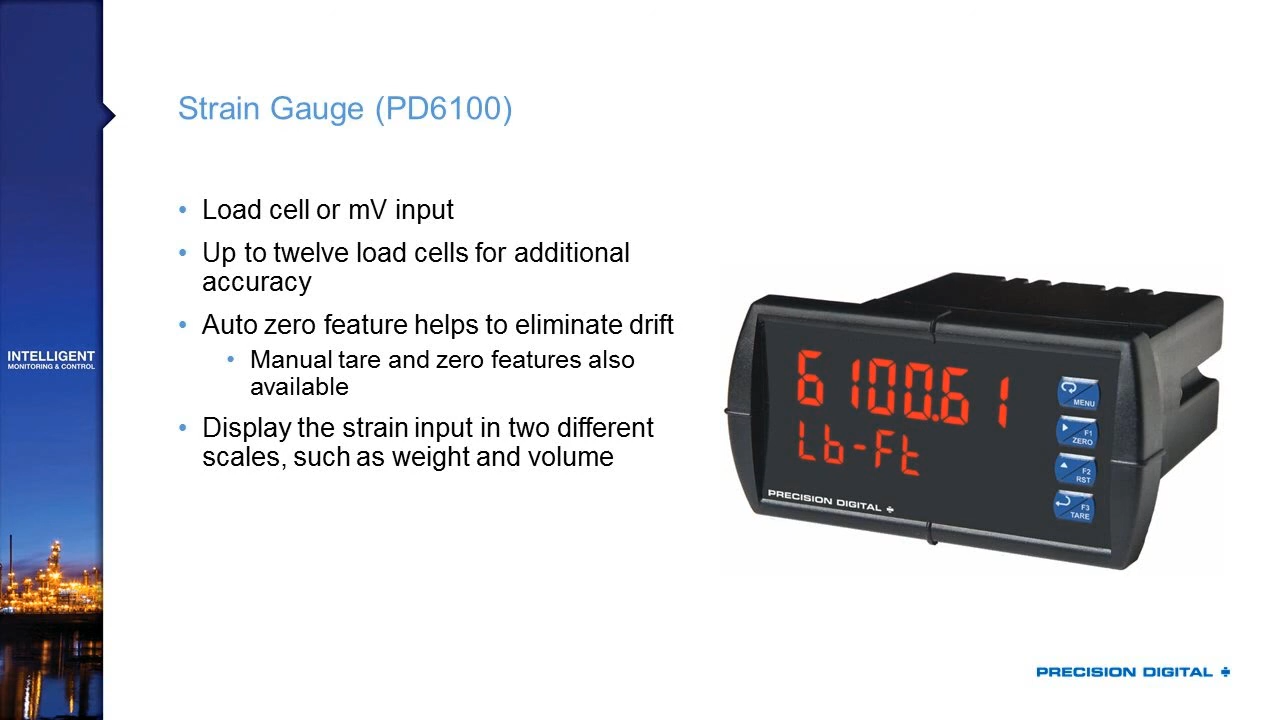 Strain Gauge (PD6100)
• Load cell or mV input
• Up to twelve load cells for additional
accuracy
• Auto zero feature helps to eliminate drift
• Manual tare and zero features also
available
• Display the strain input in two different
scales, such as weight and volume
INTELLIGENT
MONITORING & CONTROL
6100.61
Lb-Ft
MENU
F1
ZERO
F2
RST
F3
TARE
PRECISION DIGITAL
PRECISION DIGITAL